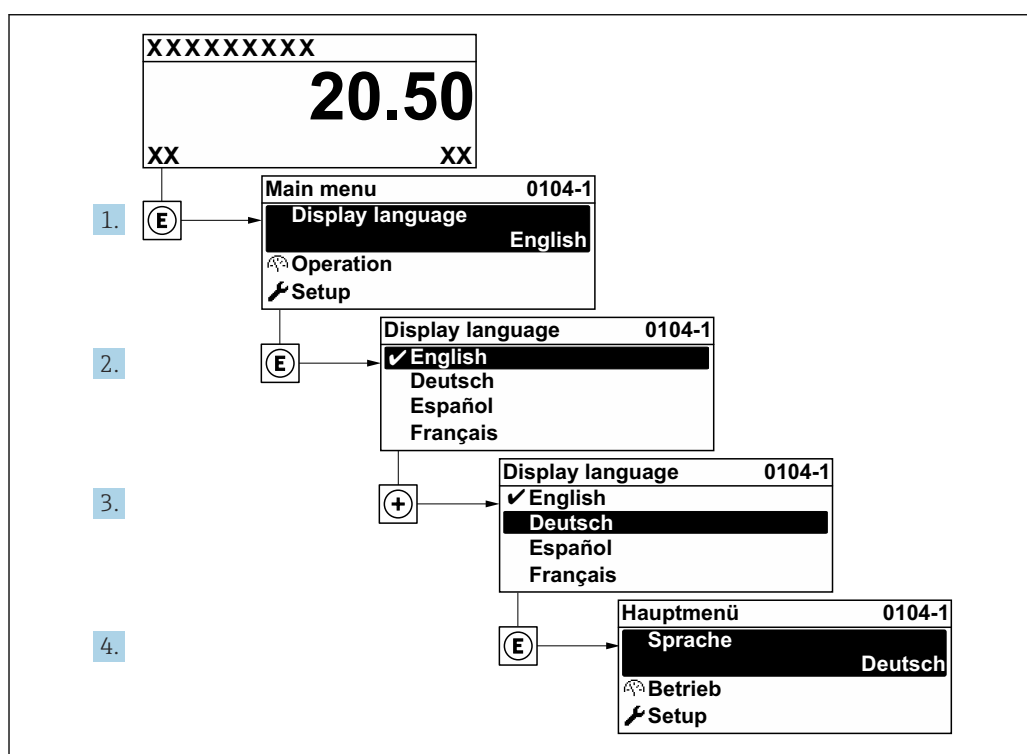 XXXXXXXXX
20.50
XX XX
1. E
Main menu 0104-1
Display language
English
Operation
Setup
2. E
Display language 0104-1
✔English
Deutsch
Español
Français
3. +
Display language 0104-1
✔English
Deutsch
Español
Français
4. E
Hauptmenü 0104-1
Sprache
Deutsch
Betrieb
Setup